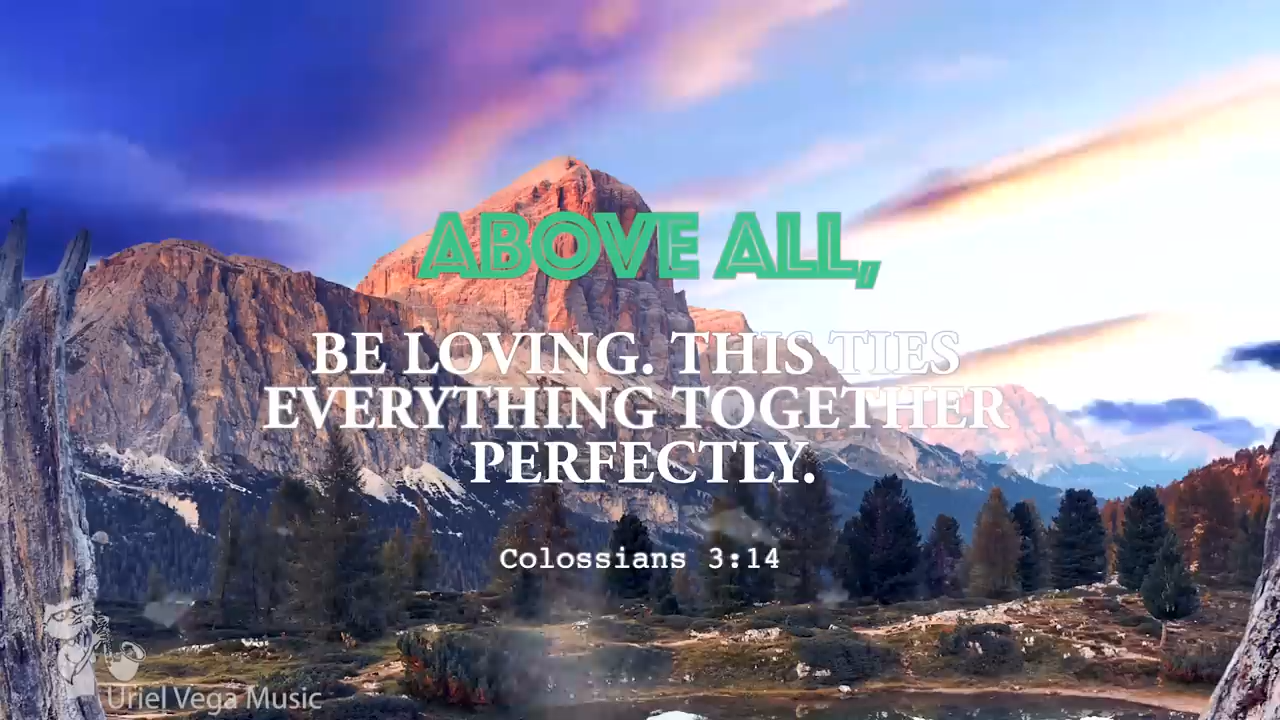 ABOVE ALL,
BE LOVING. THIS TIES
EVERYTHING TOGETHER
PERFECTLY.
Colossians 3:14
Uriel Vega Music